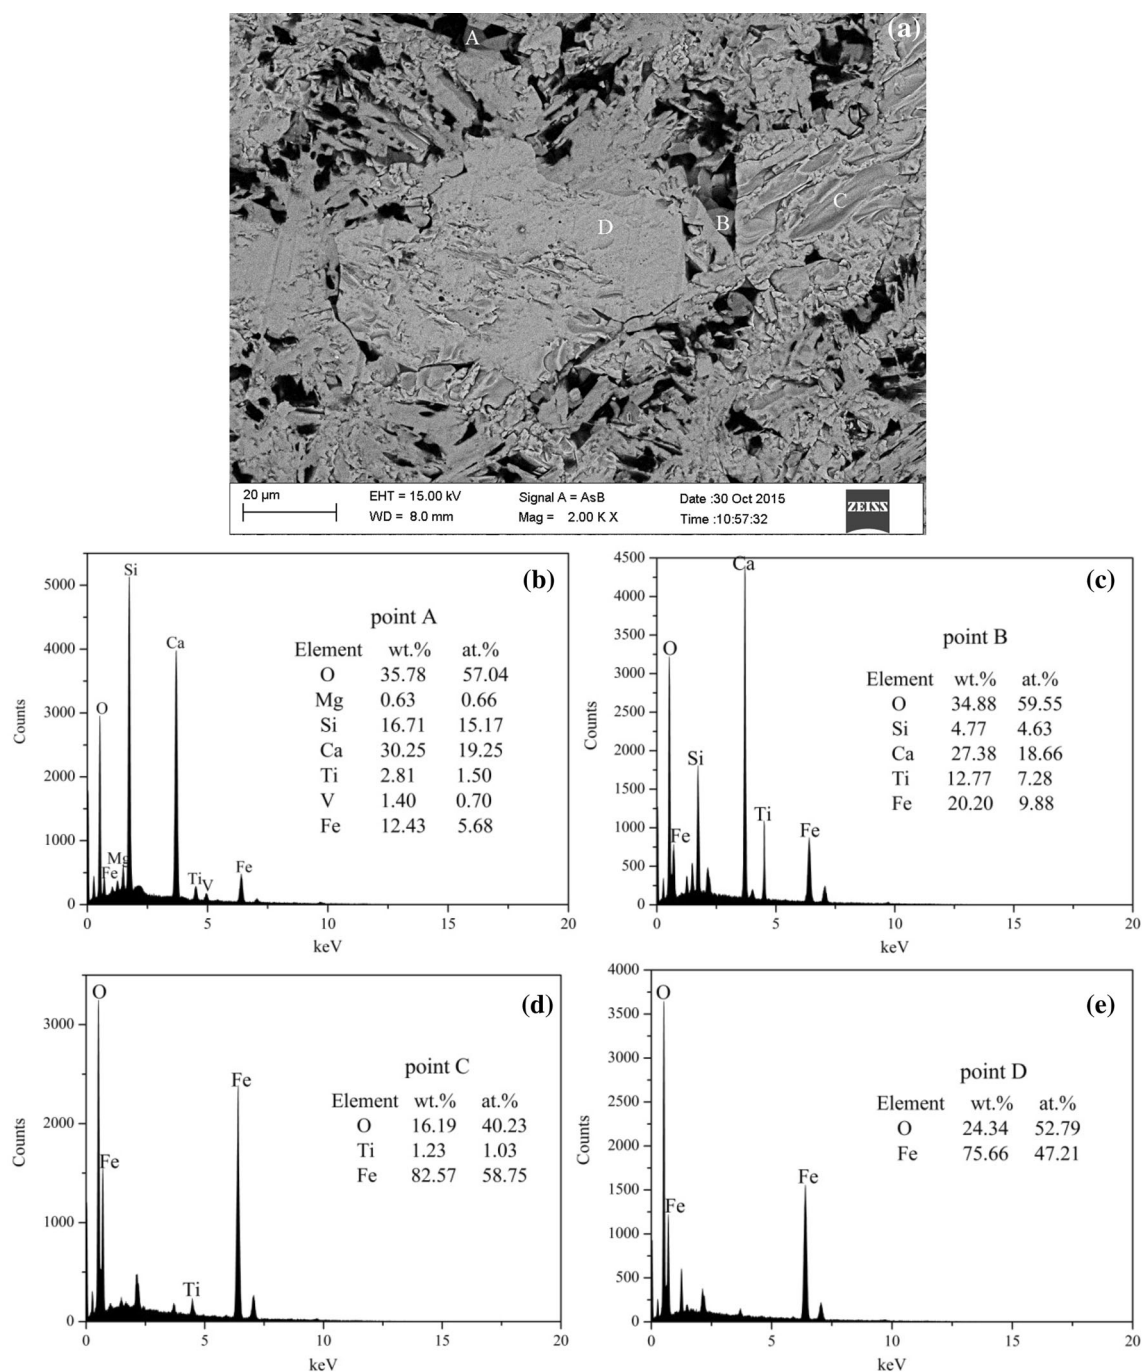 (a)
A
B
C
D
20 µm
EHT = 15.00 kV
Signal A = AsB
Date :30 Oct 2015
WD = 8.0 mm
Mag = 2.00 K X
Time :10:57:32
ZEISS
(b)
point A
Element wt.% at.%
O 35.78 57.04
Mg 0.63 0.66
Si 16.71 15.17
Ca 30.25 19.25
Ti 2.81 1.50
V 1.40 0.70
Fe 12.43 5.68
Si
Ca
O
Fe
Mg
Ti
V
Fe
Counts
5000
4000
3000
2000
1000
0
0 5 10 15 20
keV
(c)
point B
Element wt.% at.%
O 34.88 59.55
Si 4.77 4.63
Ca 27.38 18.66
Ti 12.77 7.28
Fe 20.20 9.88
Ca
O
Si
Fe
Ti
Fe
Counts
4500
4000
3500
3000
2500
2000
1500
1000
500
0
0 5 10 15 20
keV
(d)
point C
Element wt.% at.%
O 16.19 40.23
Ti 1.23 1.03
Fe 82.57 58.75
O
Fe
Fe
Ti
Counts
3000
2000
1000
0
0 5 10 15 20
keV
(e)
point D
Element wt.% at.%
O 24.34 52.79
Fe 75.66 47.21
O
Fe
Fe
Counts
4000
3500
3000
2500
2000
1500
1000
500
0
0 5 10 15 20
keV